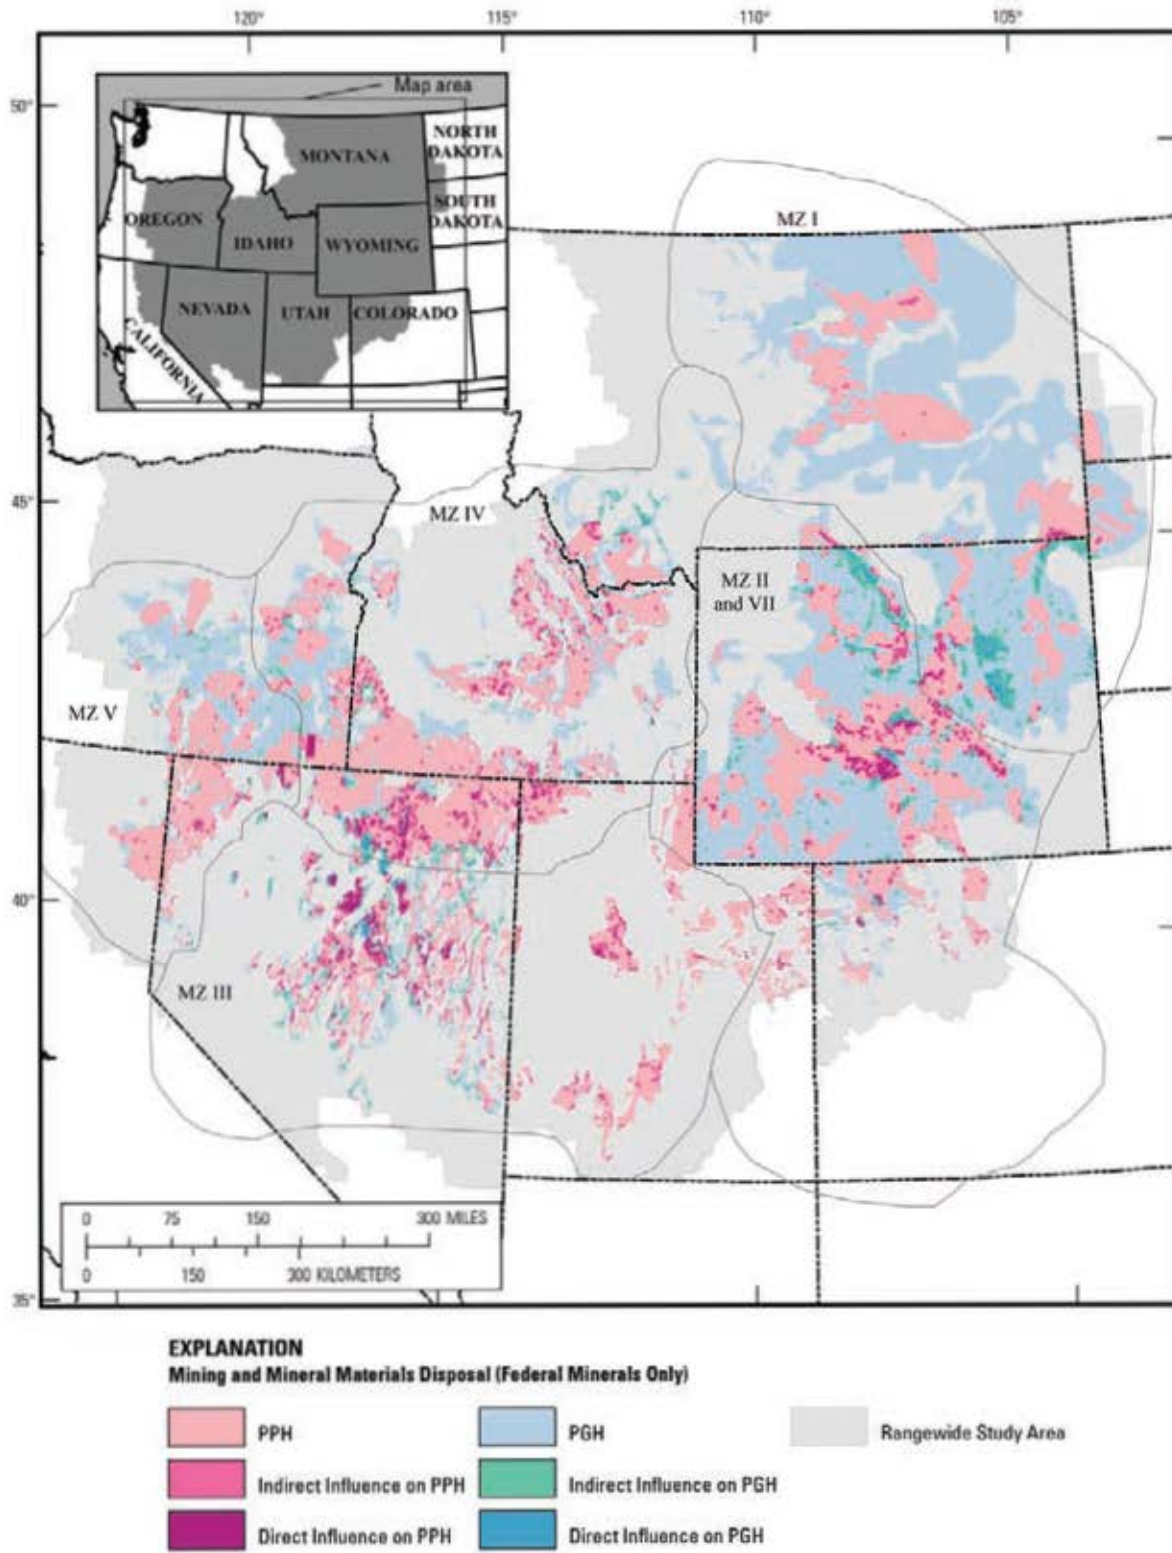 120° 115° 110° 105°
50°
Map area
NORTH
DAKOTA
MONTANA
SOUTH
DAKOTA
OREGON
IDAHO
WYOMING
NEVADA
UTAH
COLORADO
CALIFORNIA
MZ I
45°
MZ IV
MZ II
and VII
MZ V
40°
MZ III
0 75 150 300 MILES
0 150 300 KILOMETERS
35°
EXPLANATION
Mining and Mineral Materials Disposal (Federal Minerals Only)
PPH PGH Rangewide Study Area
Indirect Influence on PPH Indirect Influence on PGH
Direct Influence on PPH Direct Influence on PGH